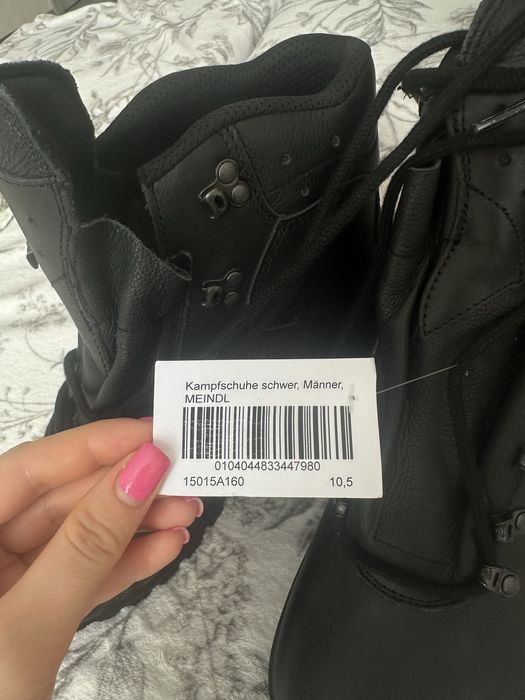 Kampfschuhe schwer, Männer,
MEINDL
0104044833447980
15015A160 10,5